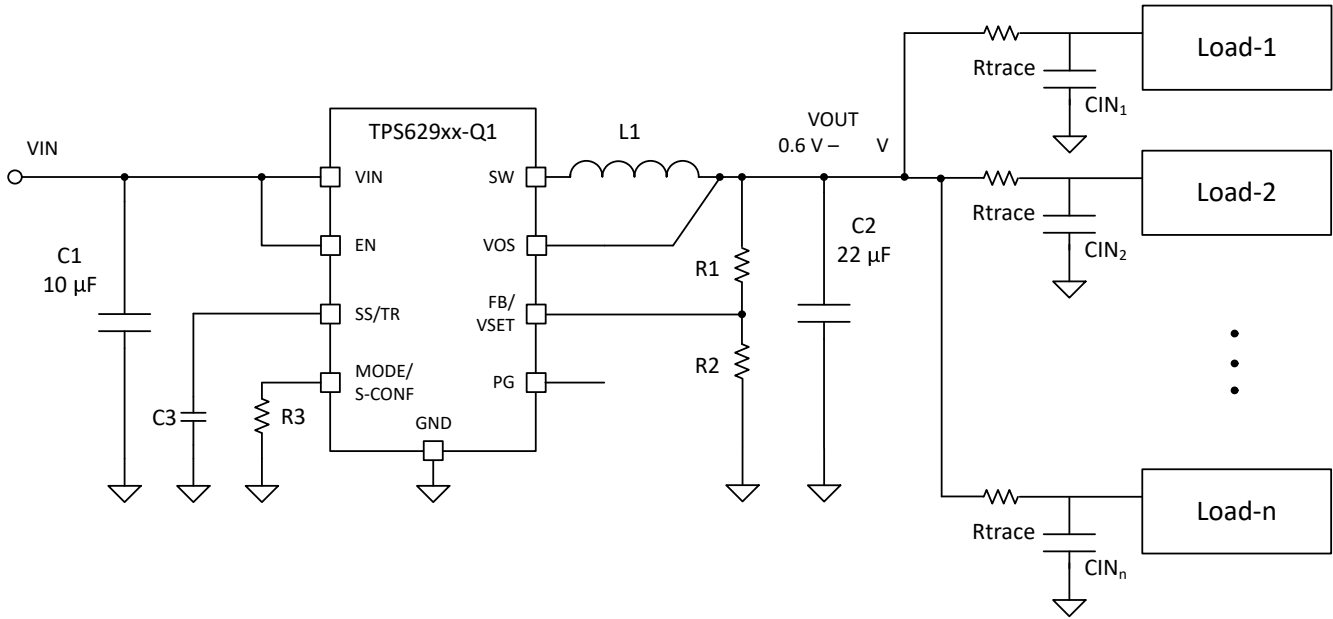 VIN
C1
10 µF
C3
R3
TPS629xx-Q1
VIN
EN
SS/TR
MODE/
S-CONF
GND
SW
VOS
FB/
VSET
PG
L1
R1
R2
VOUT
0.6 V – V
C2
22 µF
Rtrace
CIN1
Load-1
Rtrace
CIN2
Load-2
Rtrace
CINn
Load-n